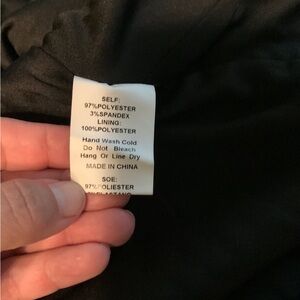 SELF:
97%POLYESTER
3%SPANDEX
LINING:
100%POLYESTER
Hand Wash Cold
Do Not Bleach
Hang Or Line Dry
MADE IN CHINA
SOE:
97%POLIESTER